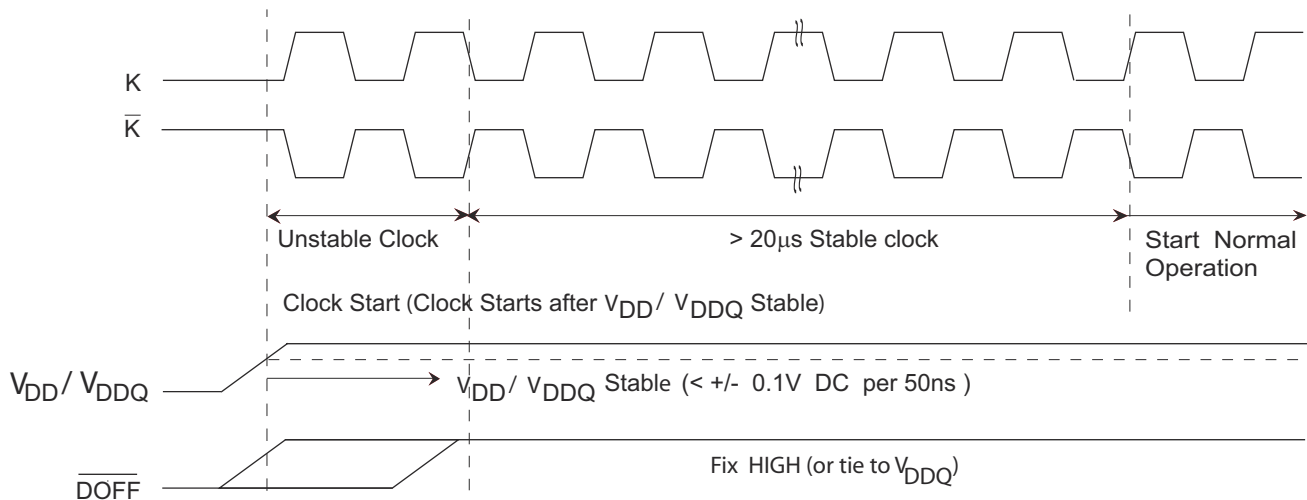 K
K̅
Unstable Clock
> 20μs Stable clock
Start Normal
Operation
Clock Start (Clock Starts after VDD / VDDQ Stable)
VDD / VDDQ
VDD / VDDQ Stable (< +/- 0.1V DC per 50ns )
Fix HIGH (or tie to VDDQ)
D̅O̅F̅F̅